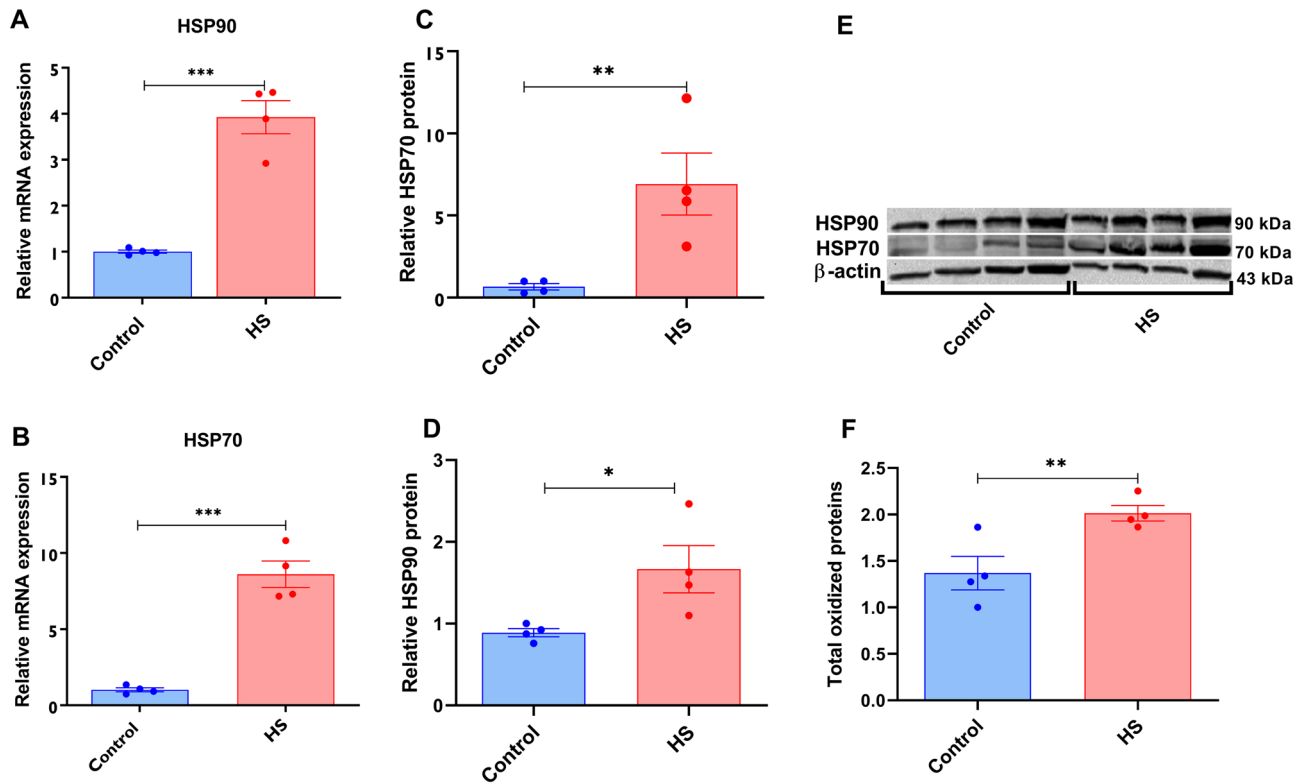 A
HSP90
Relative mRNA expression
5
4
3
2
1
0
***
Control
HS
B
HSP70
Relative mRNA expression
15
10
5
0
***
Control
HS
C
Relative HSP70 protein
15
10
5
0
**
Control
HS
D
Relative HSP90 protein
3
2
1
0
*
Control
HS
E
HSP90
90 kDa
HSP70
70 kDa
β-actin
43 kDa
Control
HS
F
Total oxidized proteins
2.5
2.0
1.5
1.0
0.5
0.0
**
Control
HS